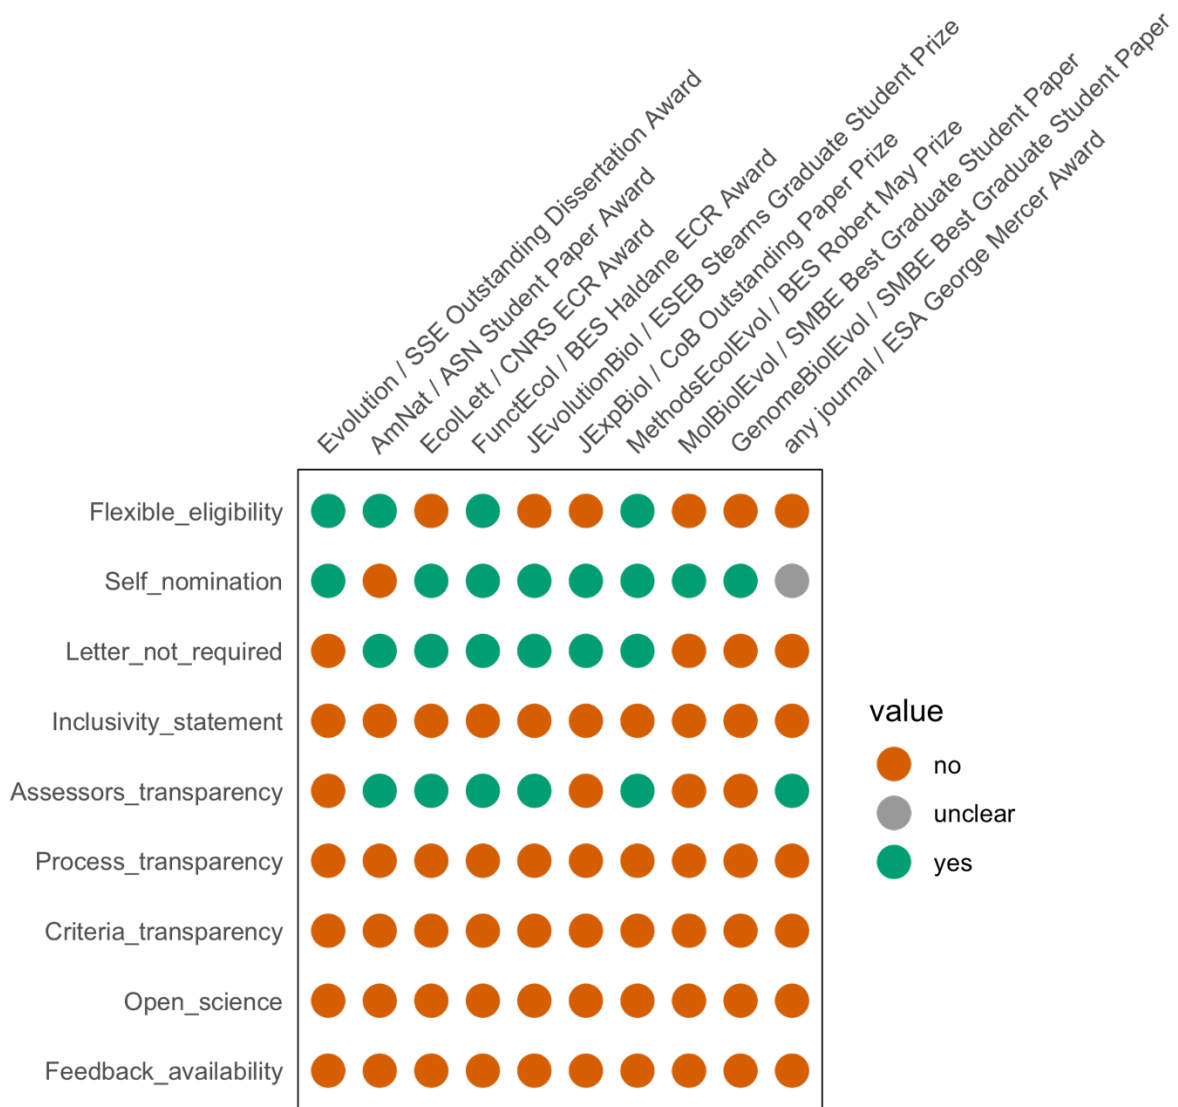 Evolution / SSE Outstanding Dissertation Award
AmNat / ASN Student Paper Award
EcolLett / CNRS ECR Award
FunctEcol / BES Haldane ECR Award
JEvolutionBiol / ESEB Stearns Graduate Student Prize
JExpBiol / CoB Outstanding Paper Prize
MethodsEcolEvol / BES Robert May Prize
MolBiolEvol / SMBE Best Graduate Student Paper
GenomeBiolEvol / SMBE Best Graduate Student Paper
any journal / ESA George Mercer Award
Flexible_eligibility
Self_nomination
Letter_not_required
Inclusivity_statement
Assessors_transparency
Process_transparency
Criteria_transparency
Open_science
Feedback_availability
value
no
unclear
yes